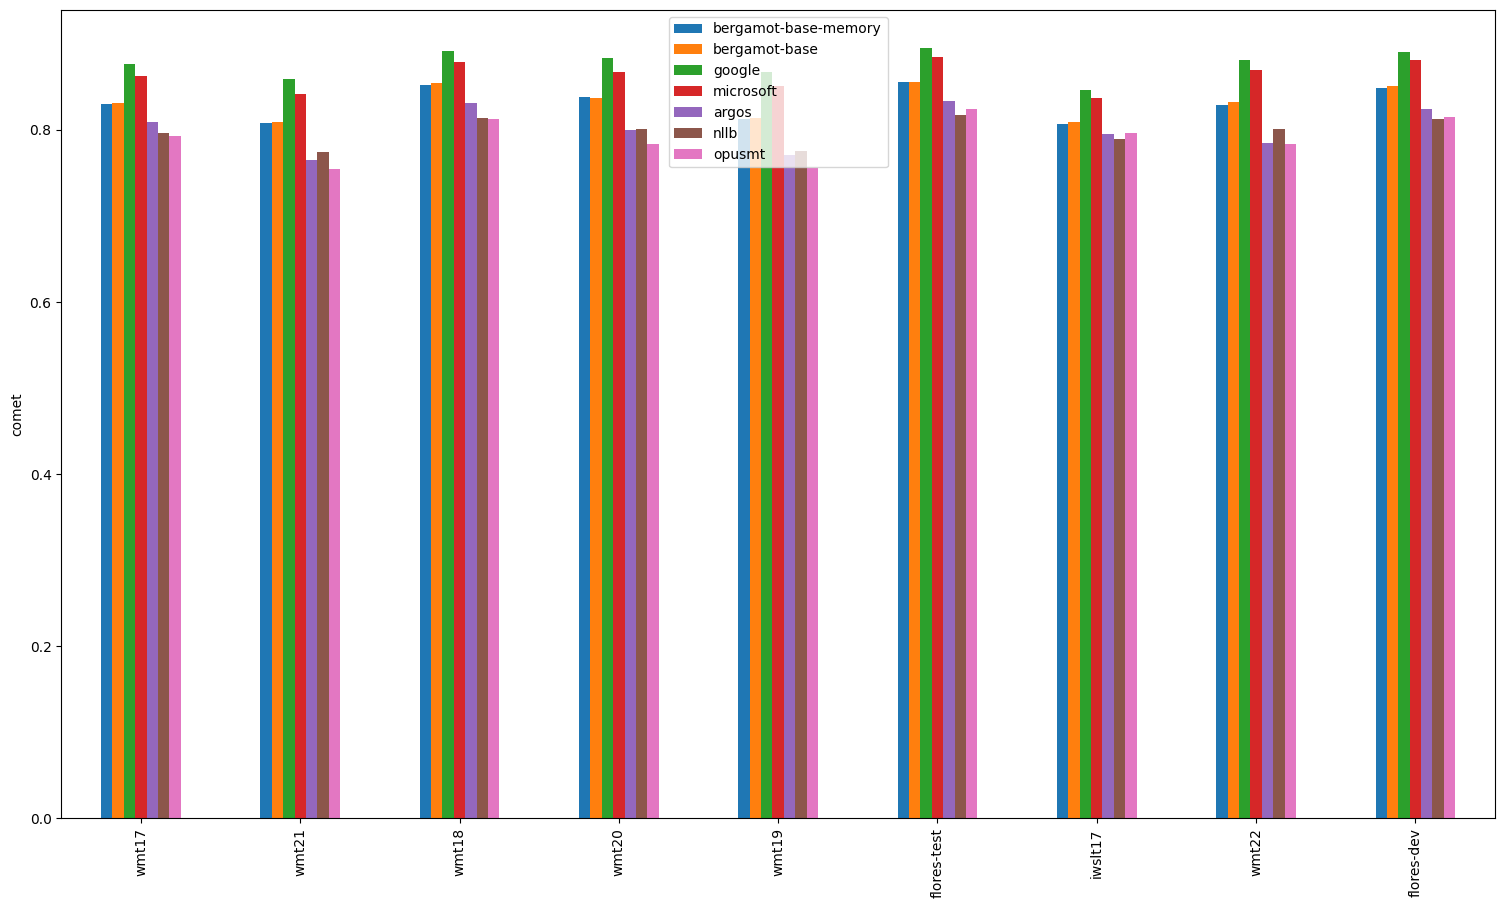 bergamot-base-memory
bergamot-base
google
microsoft
argos
nllb
opusmt
comet
0.8
0.6
0.4
0.2
0.0
wmt17
wmt21
wmt18
wmt20
wmt19
flores-test
iwslt17
wmt22
flores-dev